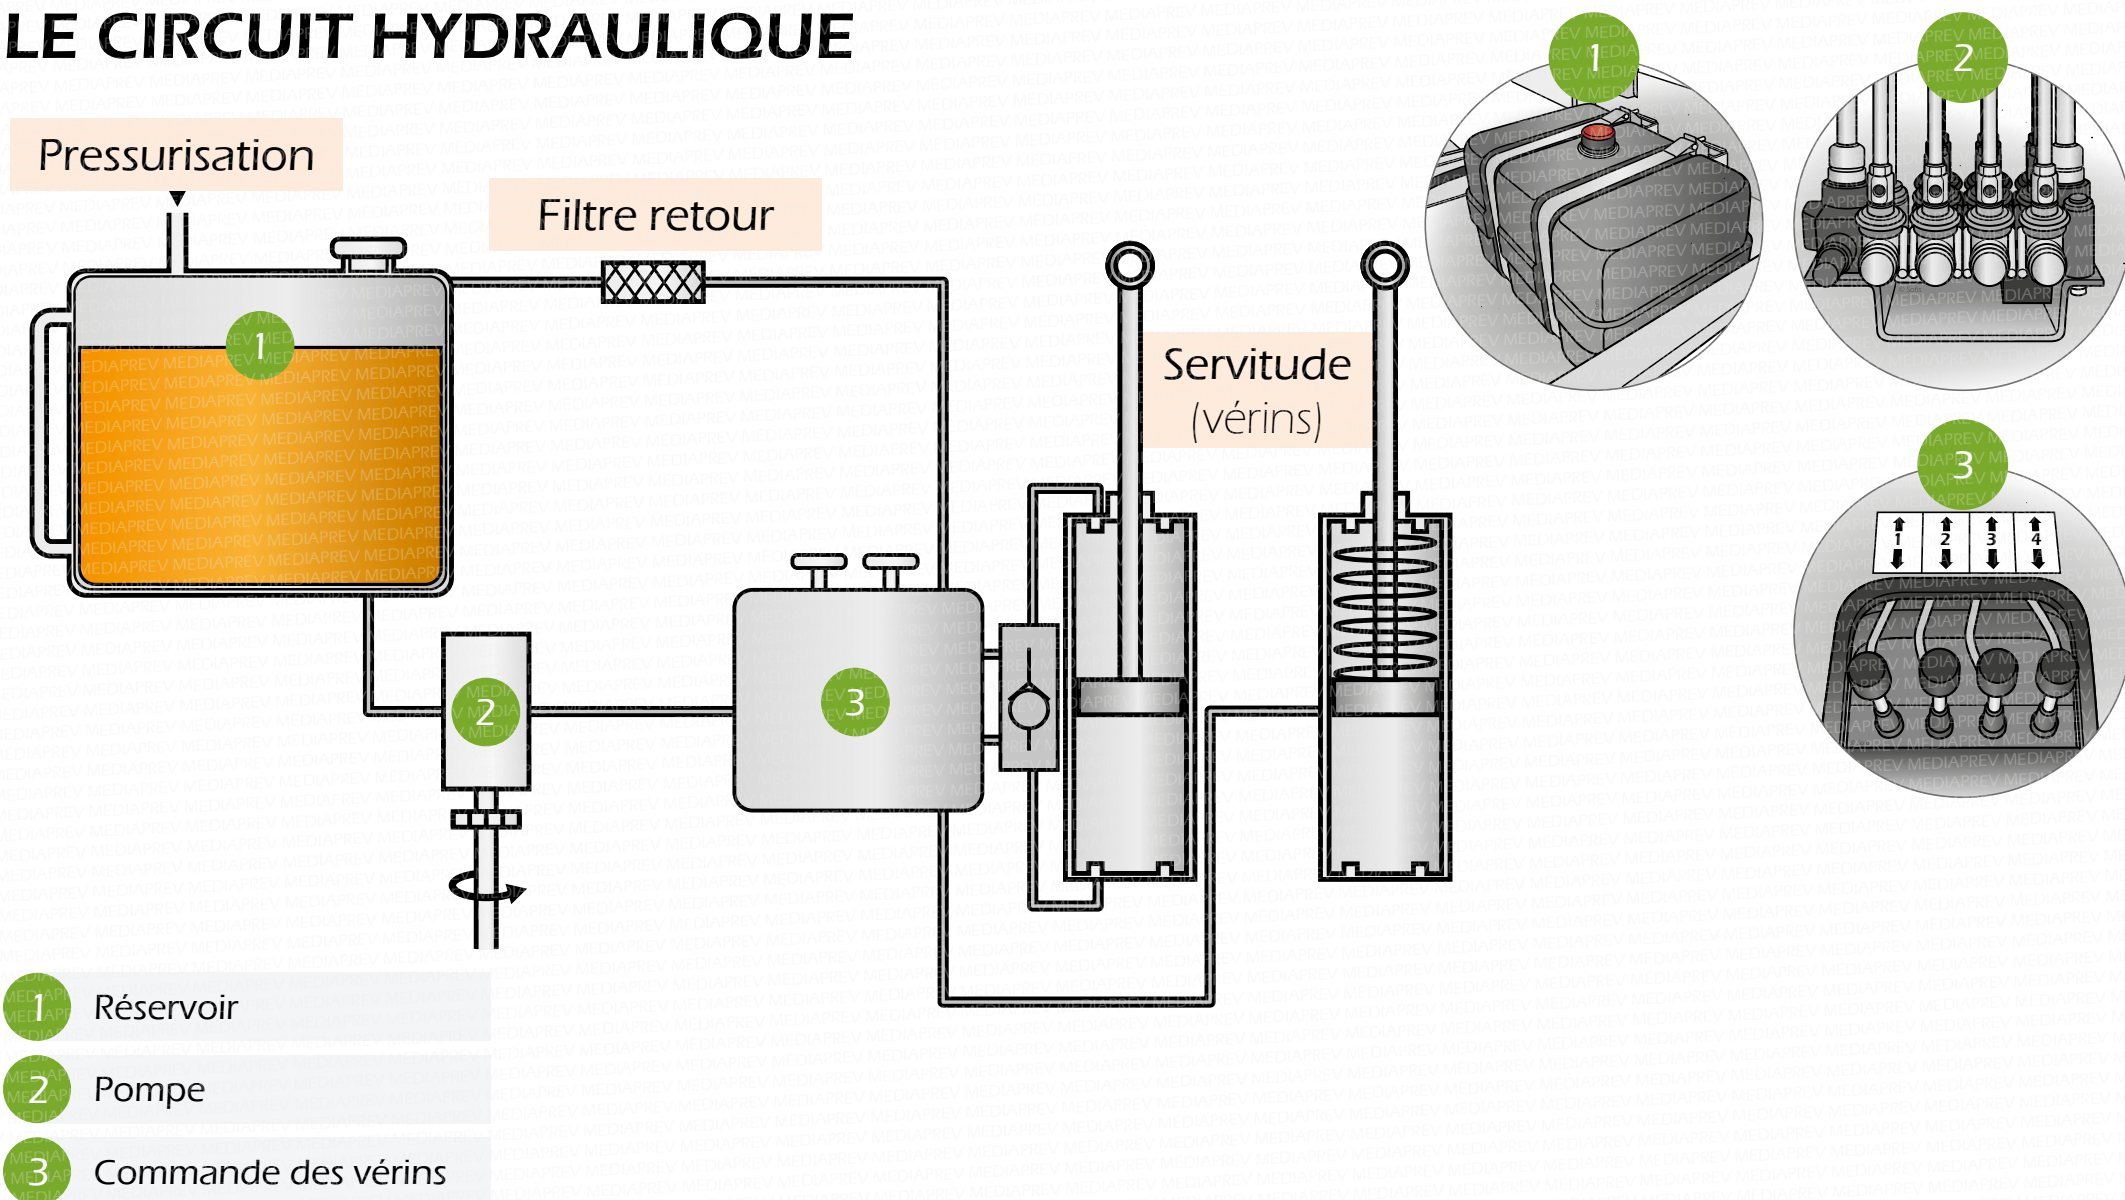 LE CIRCUIT HYDRAULIQUE
Pressurisation
Filtre retour
Servitude
(vérins)
1
2
3
1
2
3
1 2 3 4
1 Réservoir
2 Pompe
3 Commande des vérins
MEDIAPREV